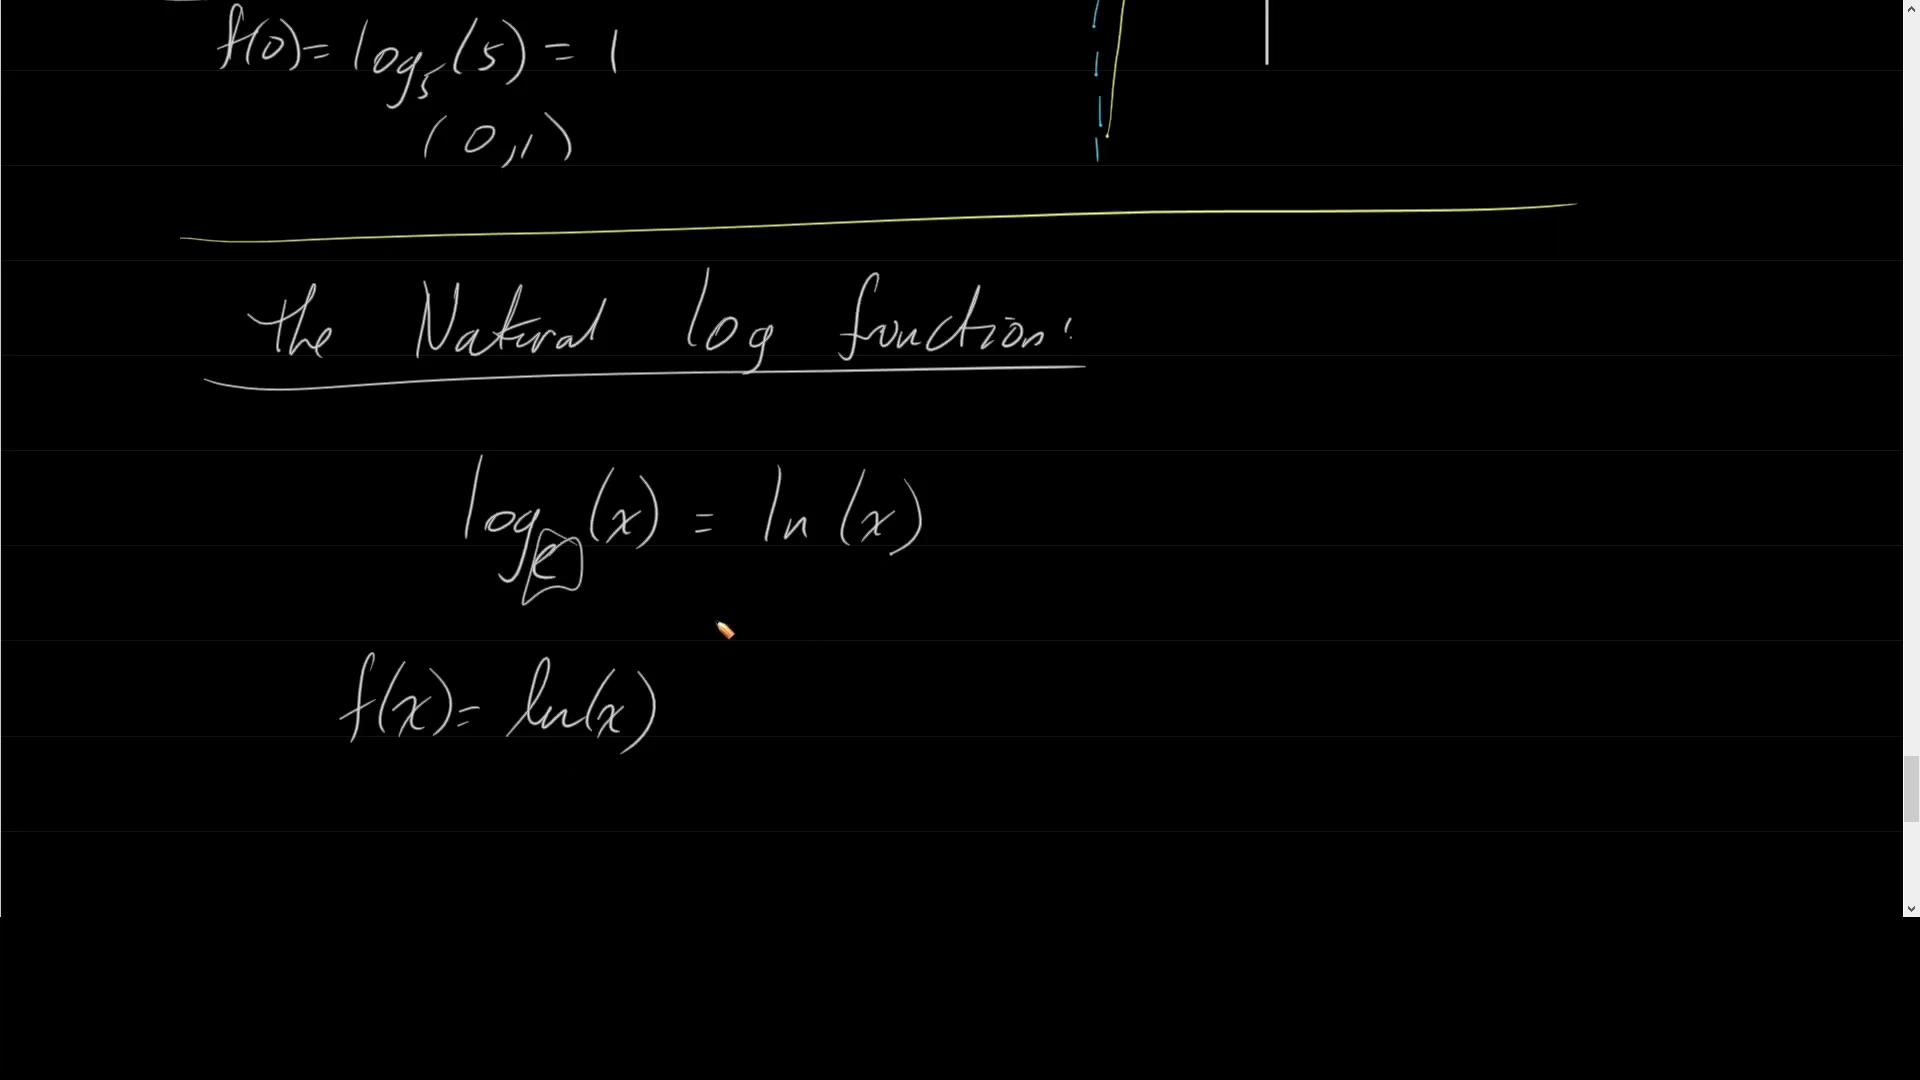 f(0) = log₅(5) = 1
(0,1)
The Natural log function:
logₑ(x) = ln(x)
f(x) = ln(x)